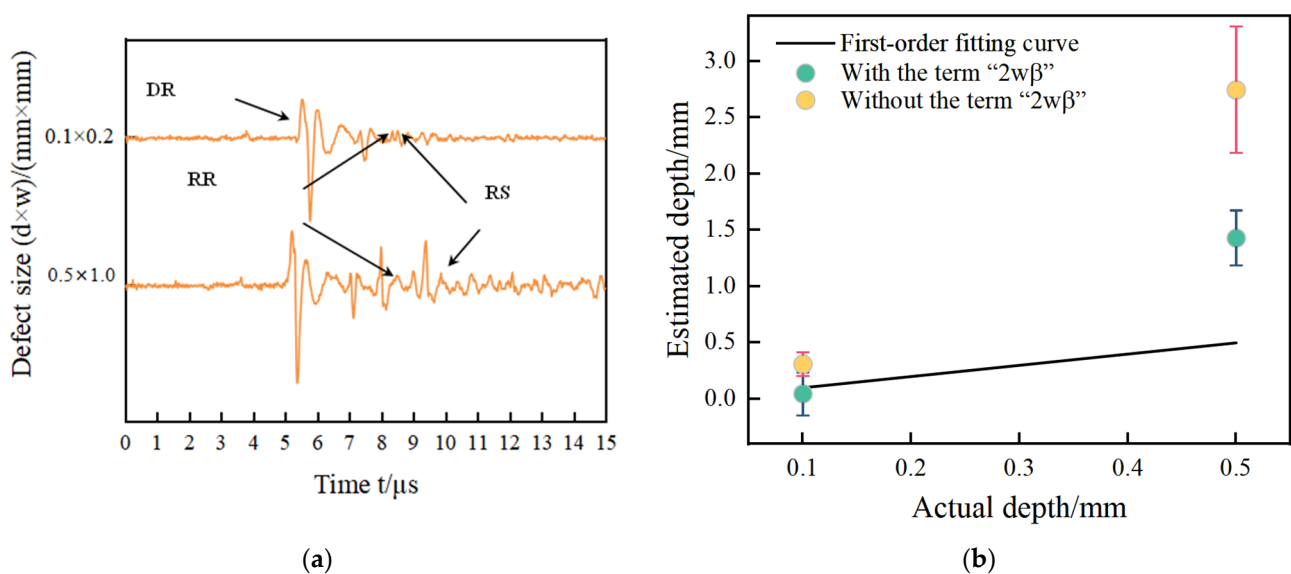 Defect size (d×w)/(mm×mm)
DR
0.1×0.2
RR
RS
0.5×1.0
0 1 2 3 4 5 6 7 8 9 10 11 12 13 14 15
Time t/μs
(a)
First-order fitting curve
With the term “2wβ”
Without the term “2wβ”
Estimated depth/mm
3.0
2.5
2.0
1.5
1.0
0.5
0.0
0.1 0.2 0.3 0.4 0.5
Actual depth/mm
(b)